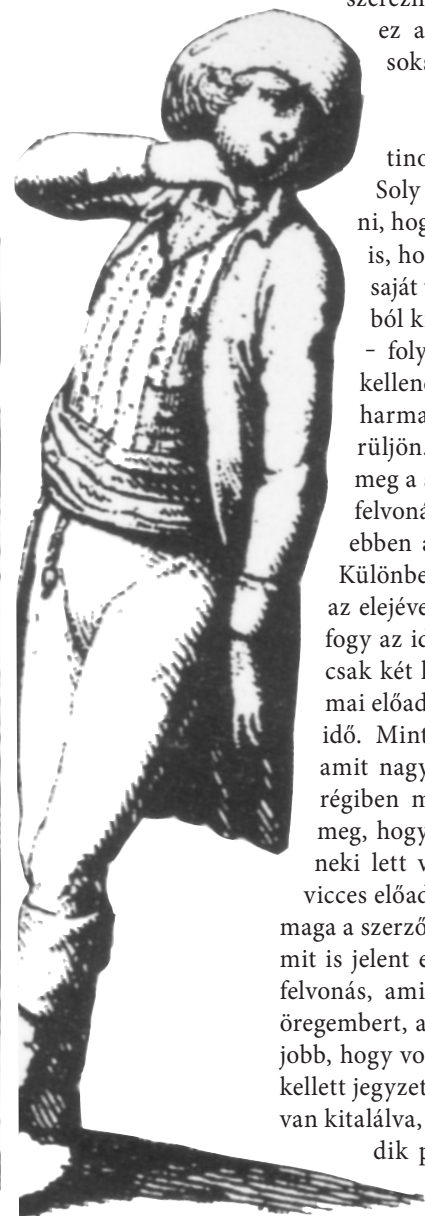 szerezn
ez a
soks
tino
Soly
ni, hog
is, ho
saját
ból k
– foly
kellen
harma
rüljön.
meg a
felvoná
ebben a
Különbe
az elejéve
fogy az id
csak két
mai előad
idő. Mint
amit nagy
régiben m
meg, hogy
neki lett v
vicces előad
maga a szerző
mit is jelent e
felvonás, ami
öregembert, a
jobb, hogy vo
kellett jegyzet
van kitalálva,
dik p